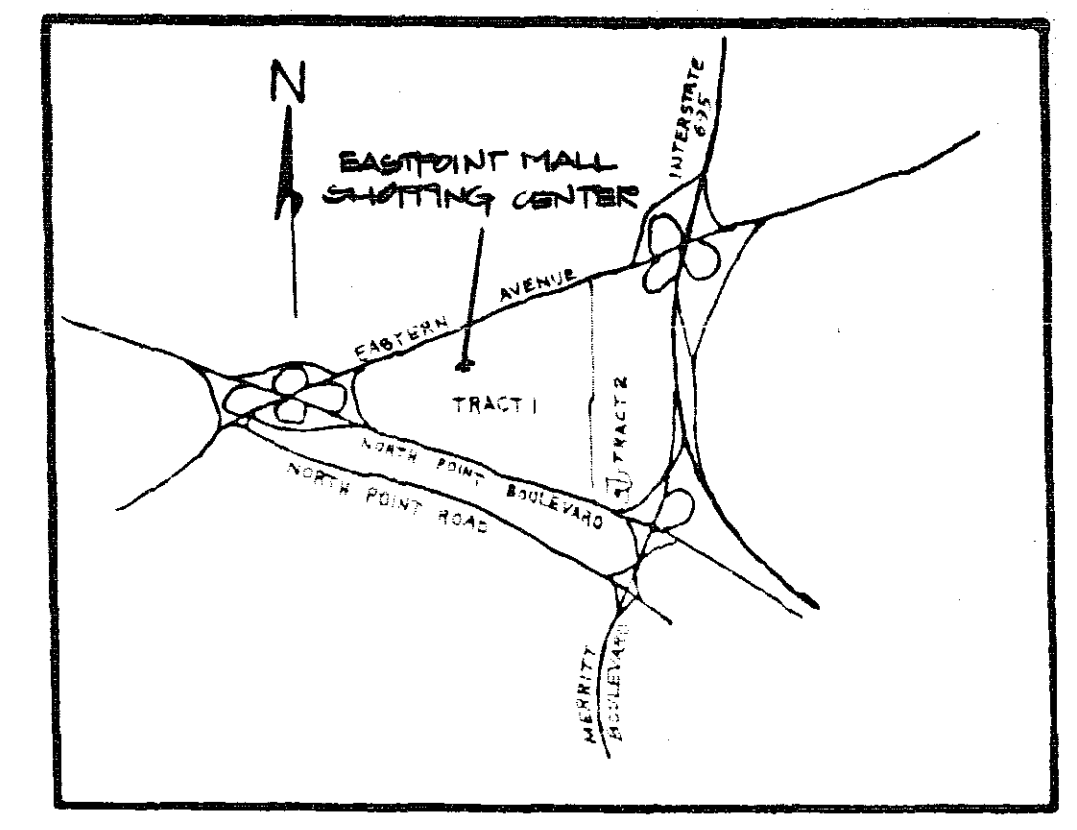 N
EASTPOINT MALL
SHOPPING CENTER
INTERSTATE
695
EASTERN AVENUE
TRACT 1
TRACT 2
NORTH POINT BOULEVARD
NORTH POINT ROAD
MERRITT
BOULEVARD